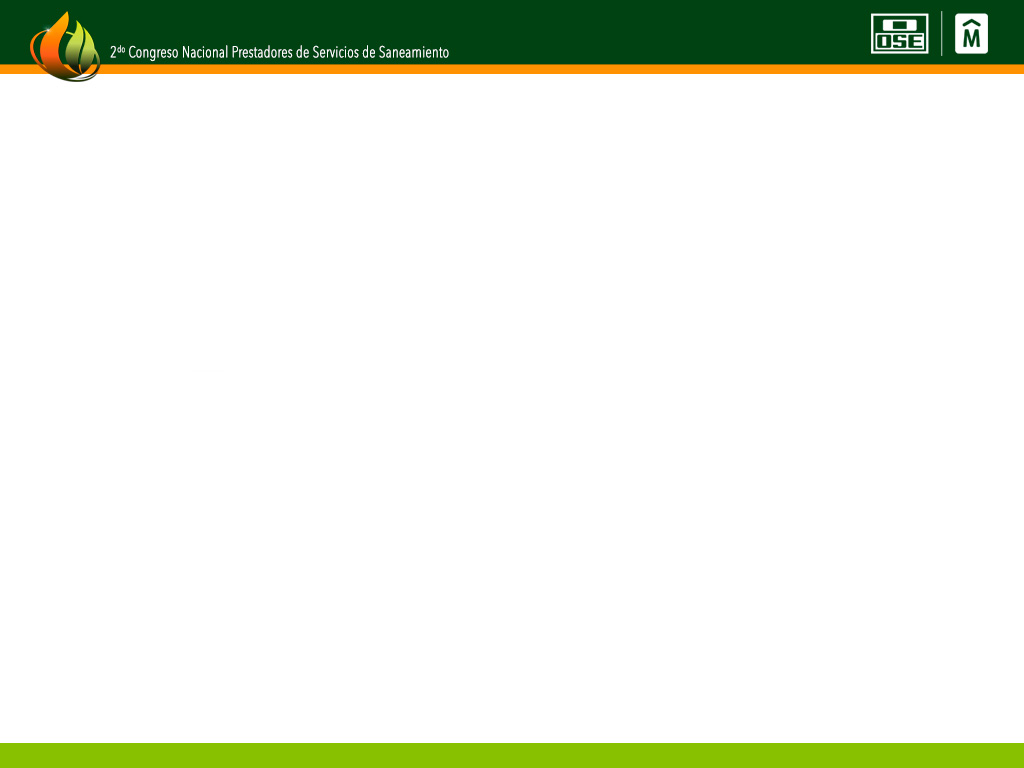 2do Congreso Nacional Prestadores de Servicios de Saneamiento
OSE
M